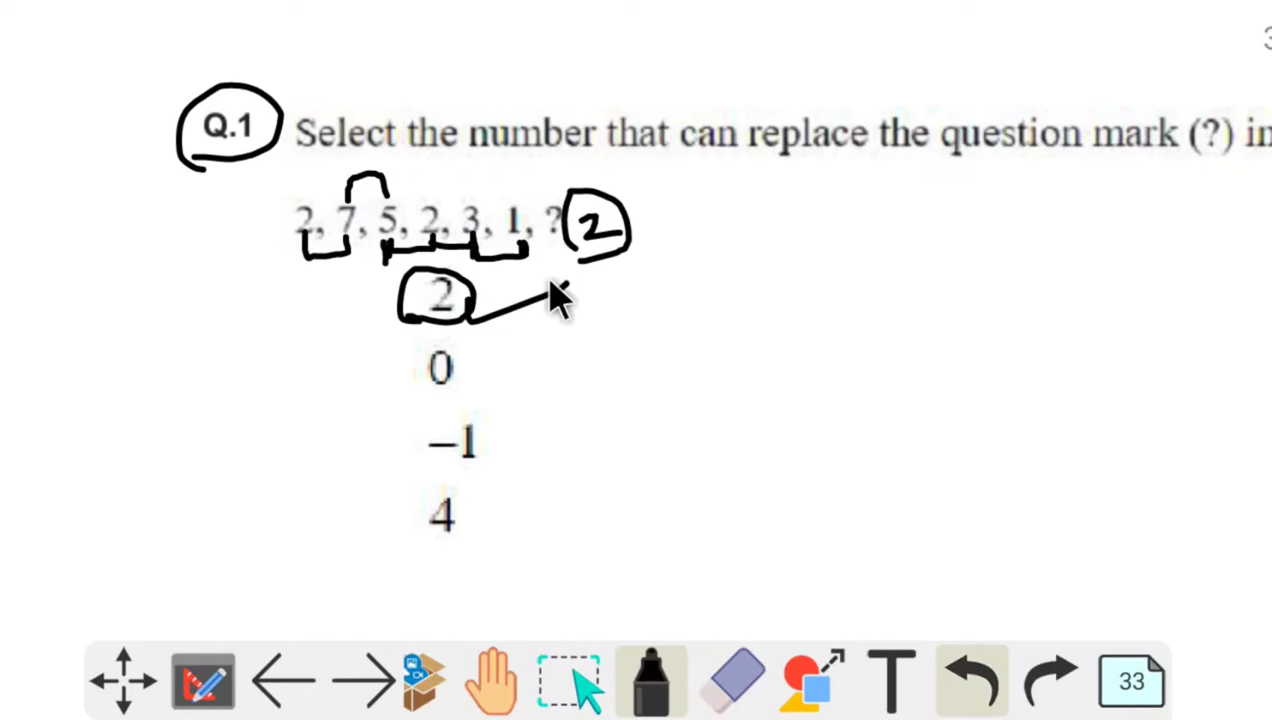 Q.1 Select the number that can replace the question mark (?) in
2, 7, 5, 2, 3, 1, ? 2
2
0
−1
4
T
33